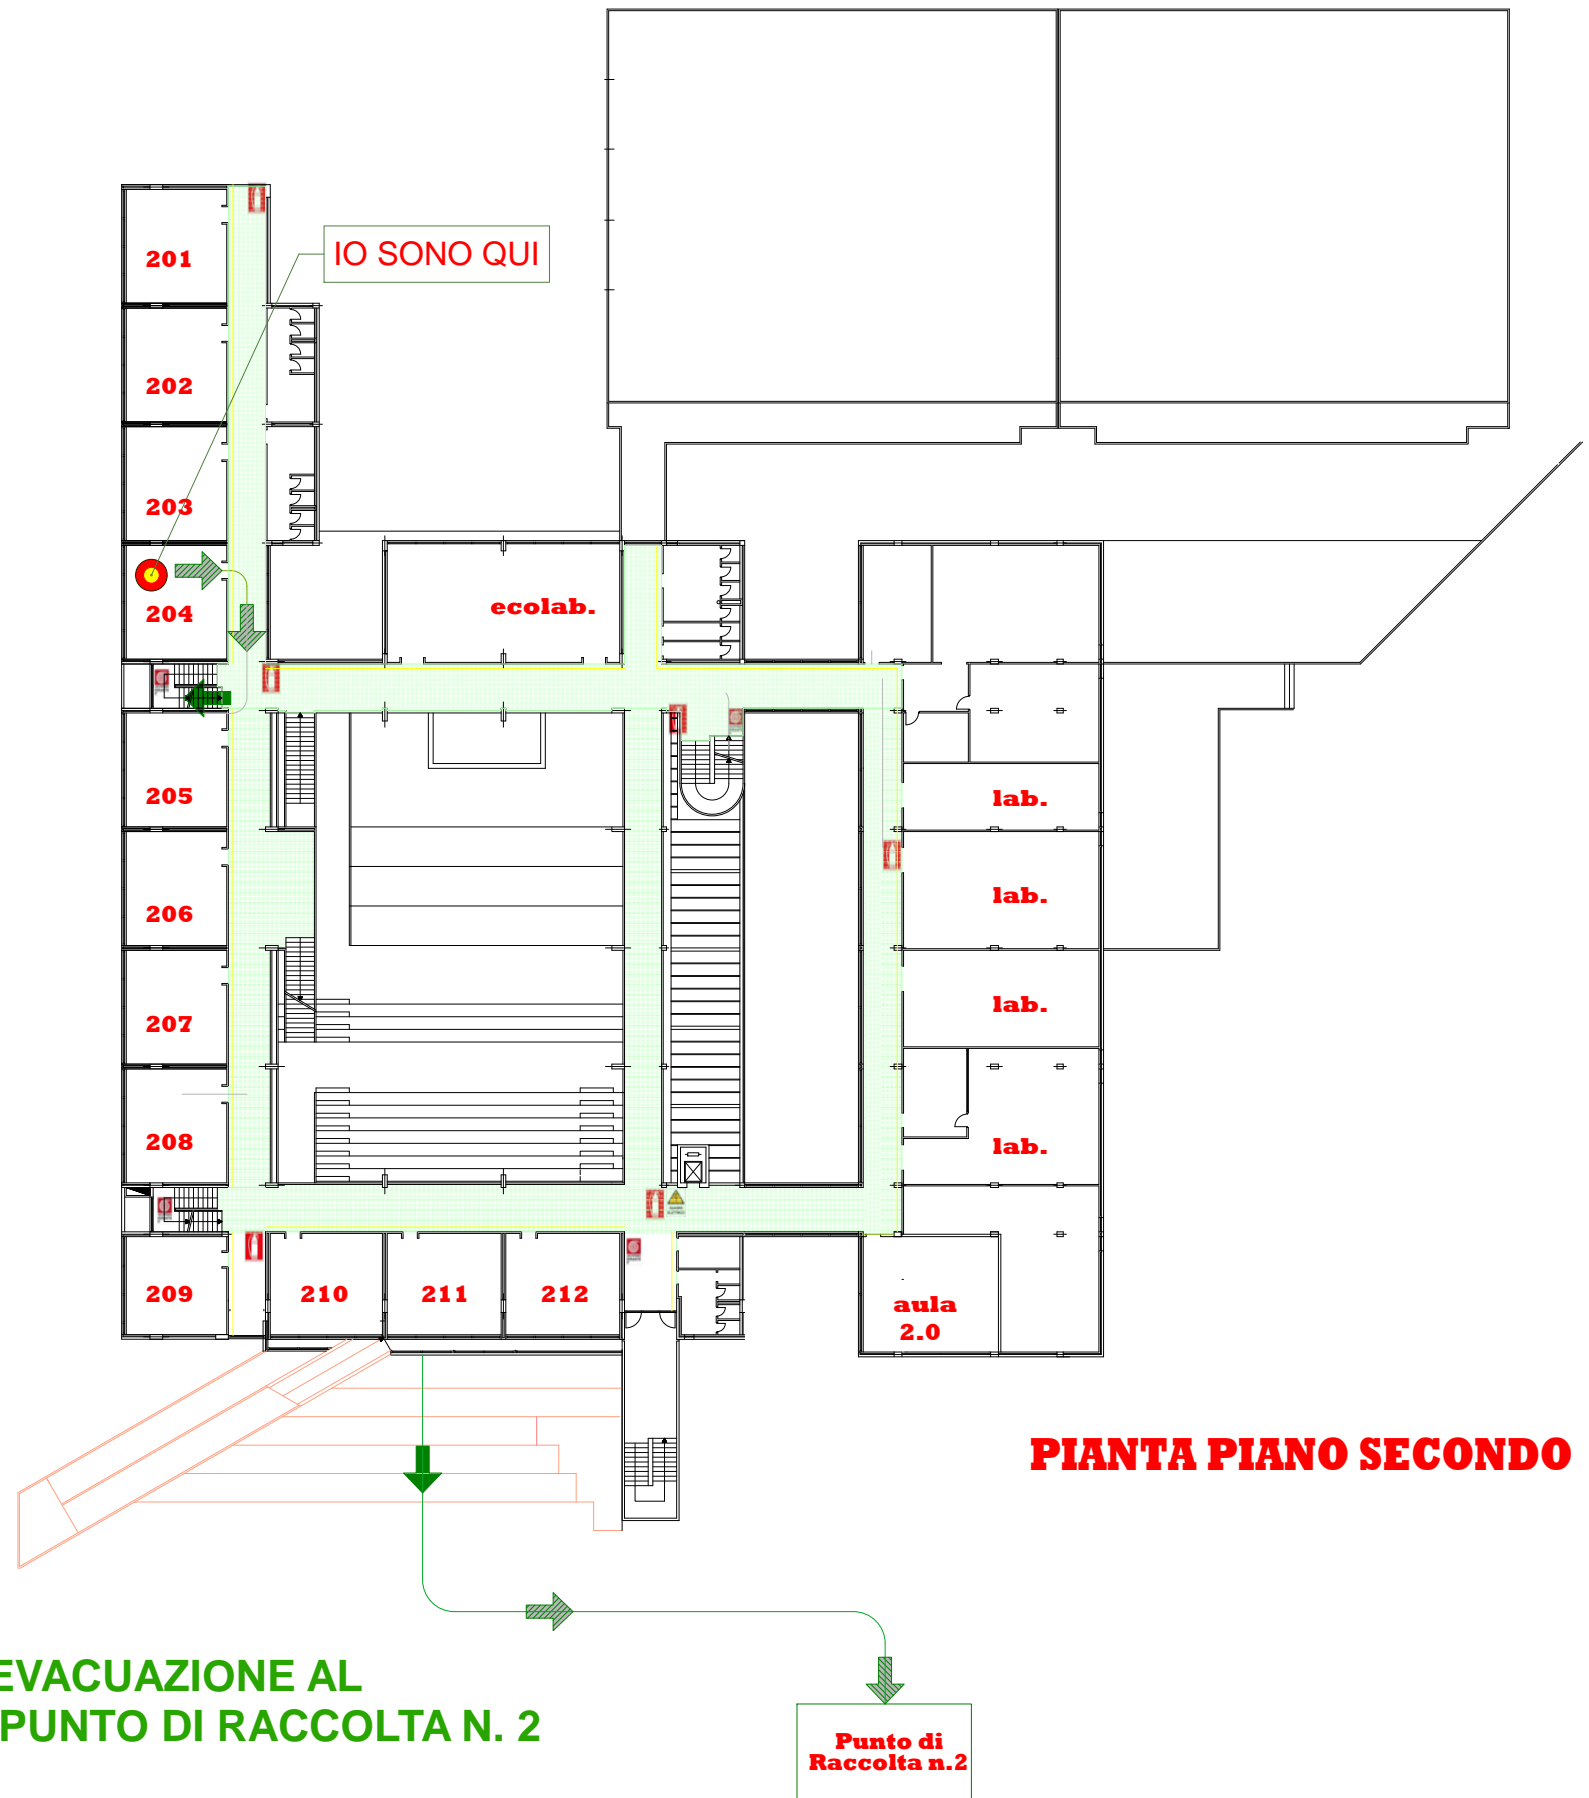 201
IO SONO QUI
202
203
204
ecolab.
205
lab.
206
lab.
207
lab.
208
lab.
209
210
211
212
aula
2.0
PIANTA PIANO SECONDO
EVACUAZIONE AL
PUNTO DI RACCOLTA N. 2
Punto di
Raccolta n.2